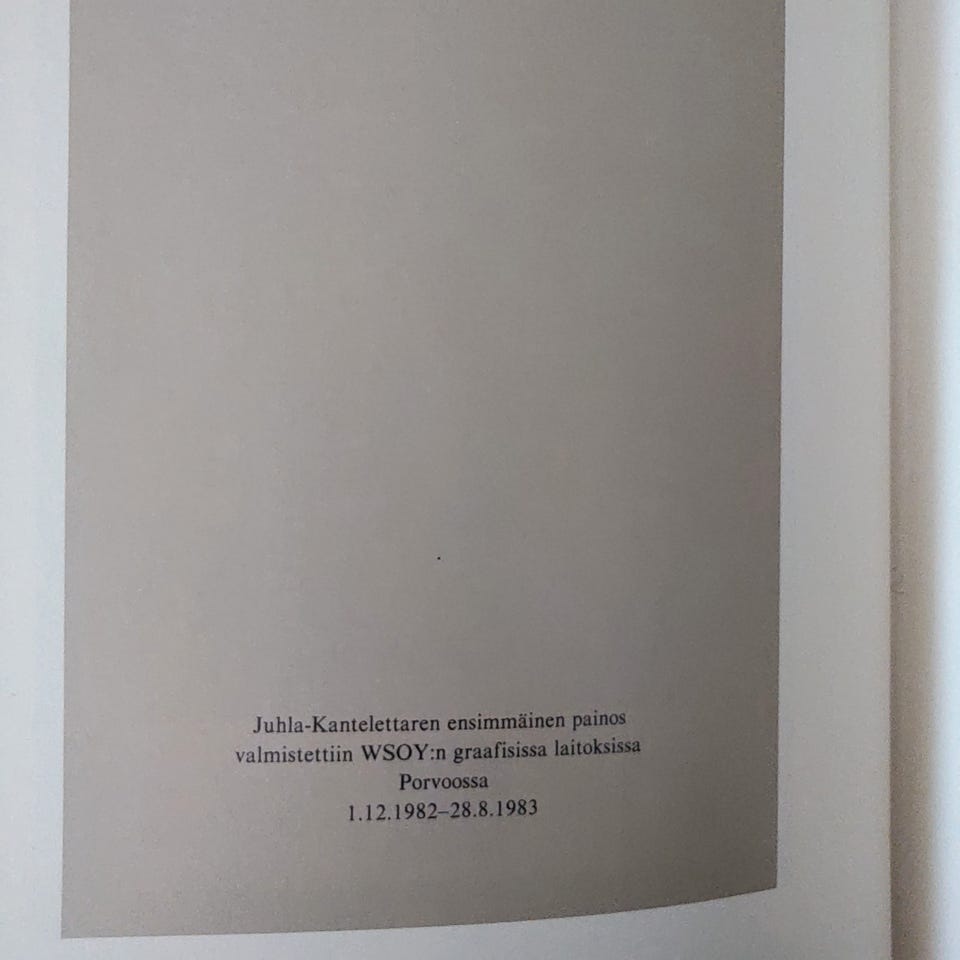 Juhla-Kantelettaren ensimmäinen painos
valmistettiin WSOY:n graafisissa laitoksissa
Porvoossa
1.12.1982–28.8.1983